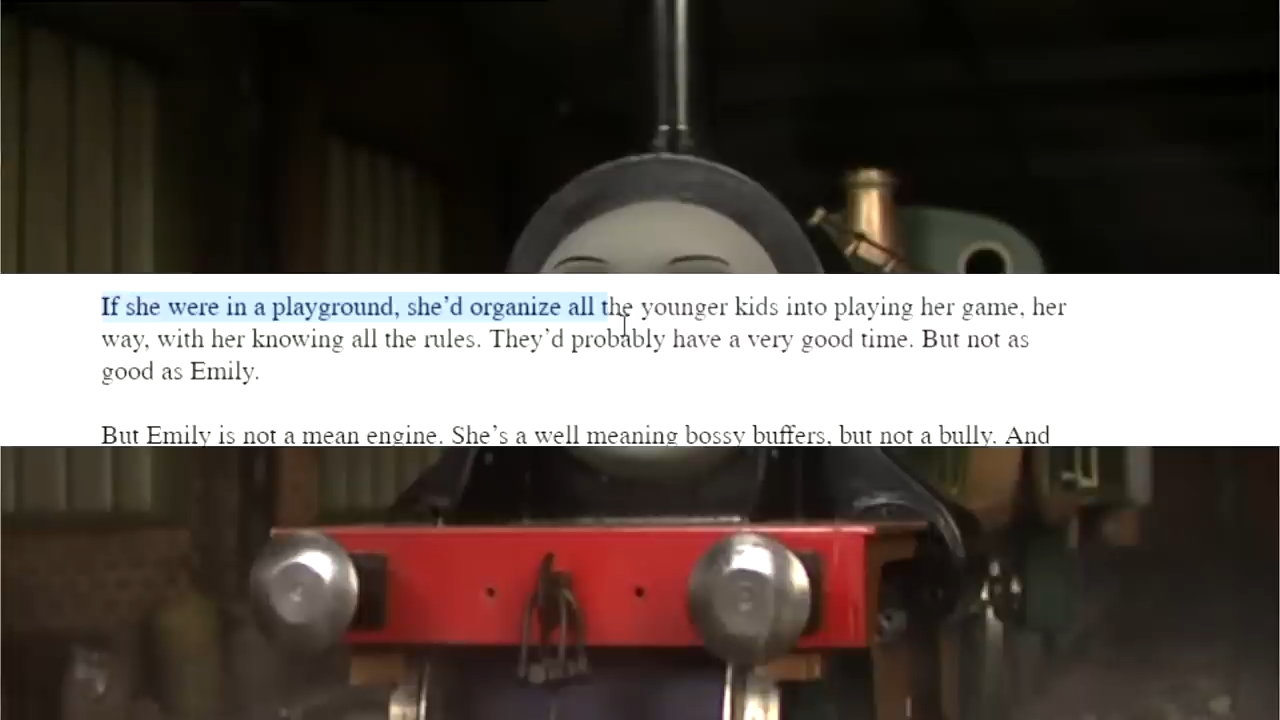 If she were in a playground, she’d organize all the younger kids into playing her game, her
way, with her knowing all the rules. They’d probably have a very good time. But not as
good as Emily.
But Emily is not a mean engine. She’s a well meaning bossy buffers, but not a bully. And